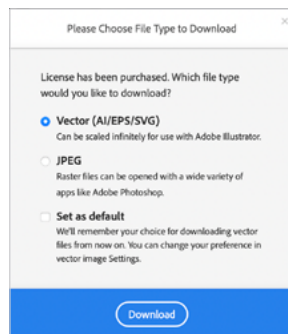 Please Choose File Type to Download
License has been purchased. Which file type
would you like to download?
Vector (AI/EPS/SVG)
Can be scaled infinitely for use with Adobe Illustrator.
JPEG
Raster files can be opened with a wide variety of
apps like Adobe Photoshop.
Set as default
We'll remember your choice for downloading vector
files from now on. You can change your preference in
vector image Settings.
Download